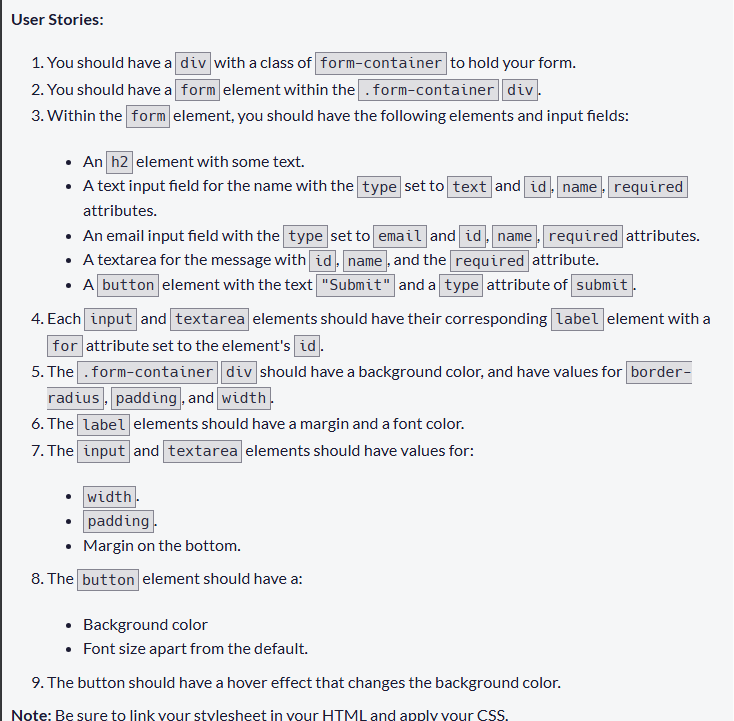 User Stories:
1. You should have a div with a class of form-container to hold your form.
2. You should have a form element within the .form-container div.
3. Within the form element, you should have the following elements and input fields:
• An h2 element with some text.
• A text input field for the name with the type set to text and id, name, required
attributes.
• An email input field with the type set to email and id, name, required attributes.
• A textarea for the message with id, name, and the required attribute.
• A button element with the text "Submit" and a type attribute of submit.
4. Each input and textarea elements should have their corresponding label element with a
for attribute set to the element's id.
5. The .form-container div should have a background color, and have values for border-
radius, padding, and width.
6. The label elements should have a margin and a font color.
7. The input and textarea elements should have values for:
• width.
• padding.
• Margin on the bottom.
8. The button element should have a:
• Background color
• Font size apart from the default.
9. The button should have a hover effect that changes the background color.
Note: Be sure to link your stylesheet in your HTML and apply your CSS.